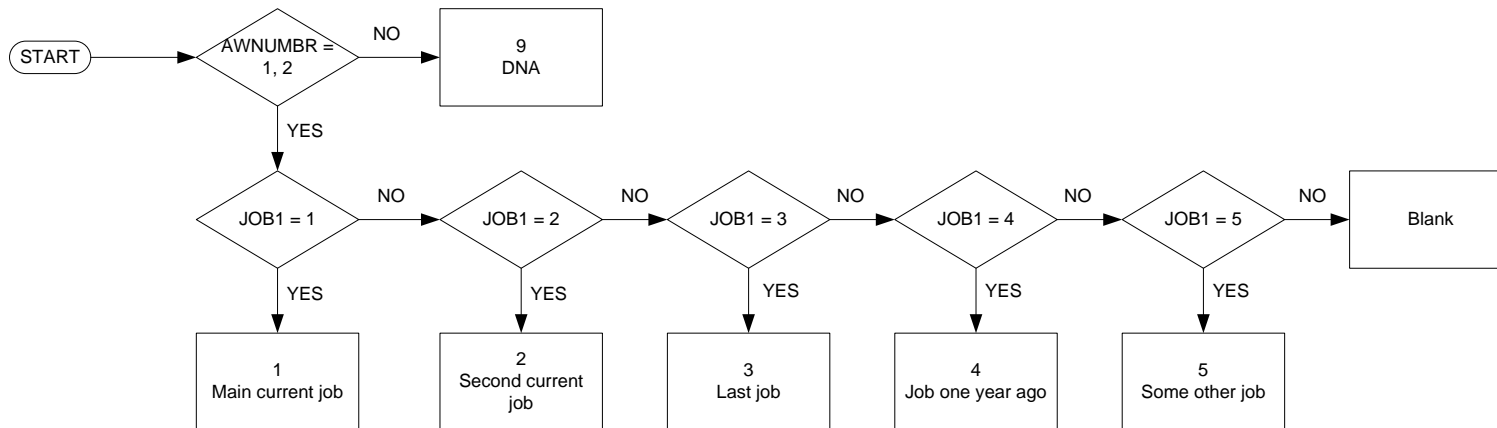 START
AWNUMBR =
1, 2
NO
9
DNA
YES
JOB1 = 1
NO
JOB1 = 2
NO
JOB1 = 3
NO
JOB1 = 4
NO
JOB1 = 5
NO
Blank
YES
YES
YES
YES
YES
1
Main current job
2
Second current
job
3
Last job
4
Job one year ago
5
Some other job